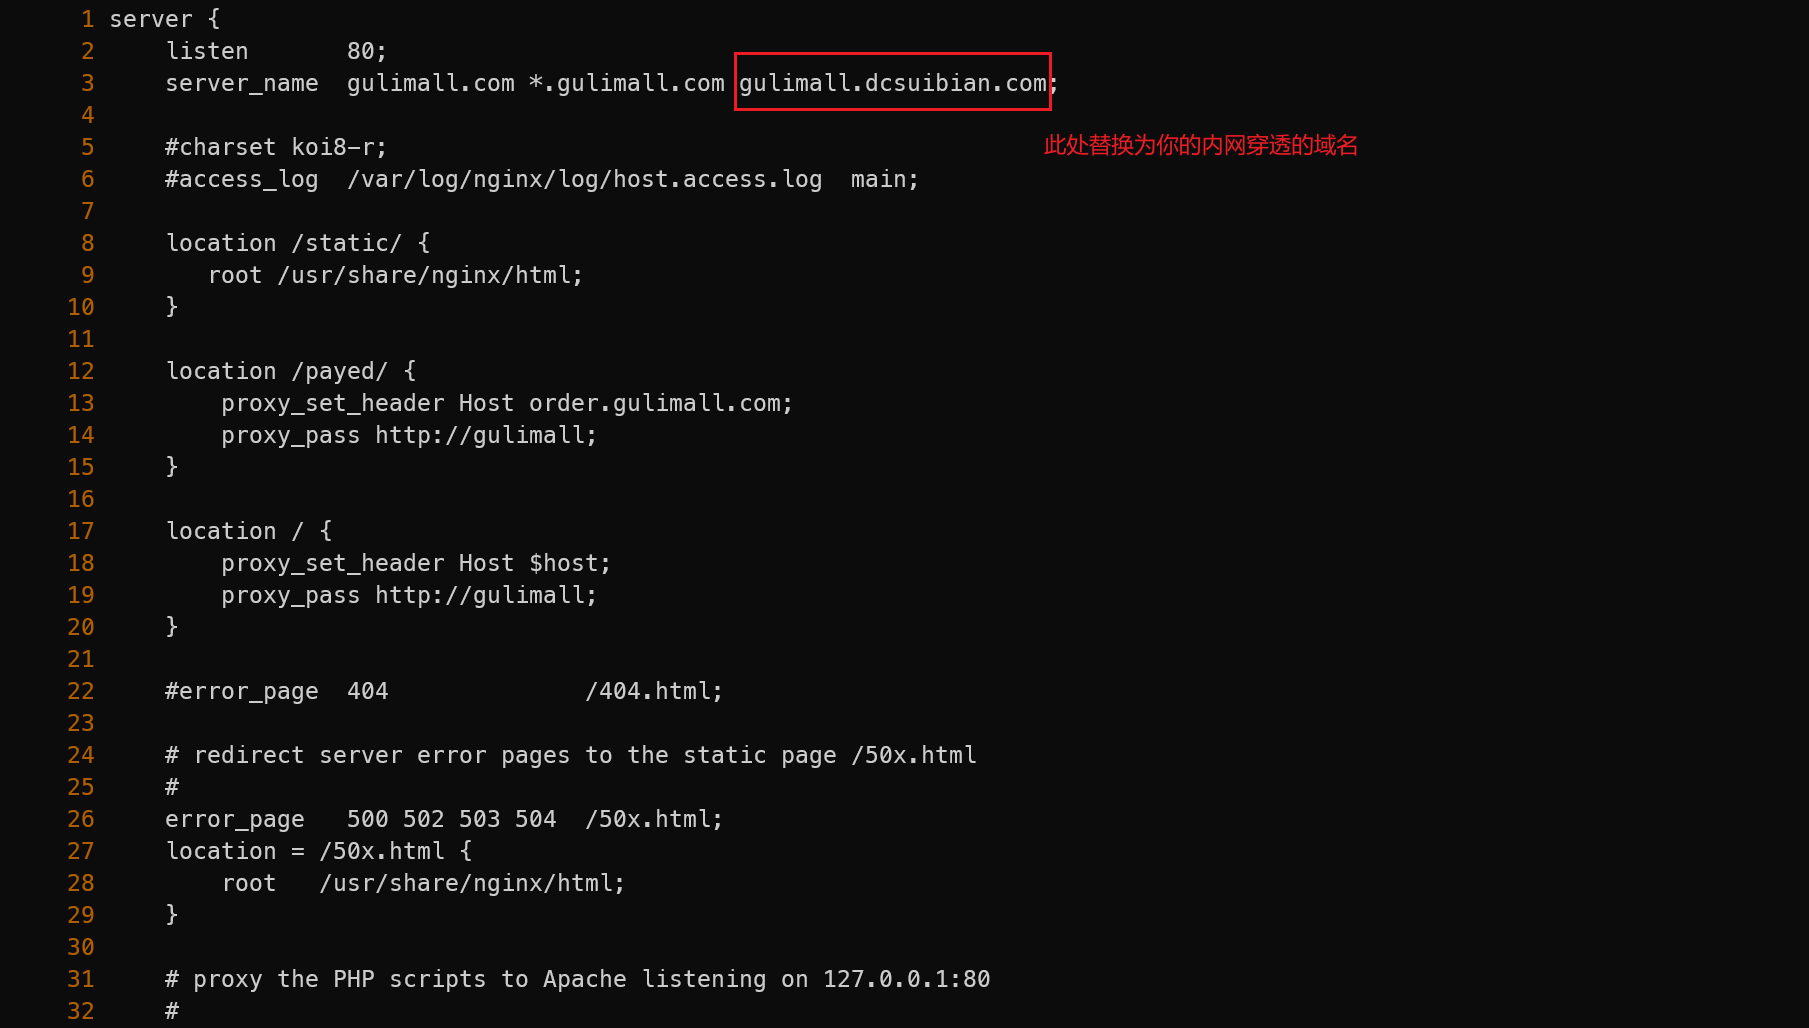 1 server {
2     listen       80;
3     server_name  gulimall.com *.gulimall.com gulimall.dcsuibian.com;
4
此处替换为你的内网穿透的域名
5     #charset koi8-r;
6     #access_log  /var/log/nginx/log/host.access.log  main;
7
8     location /static/ {
9        root /usr/share/nginx/html;
10     }
11
12     location /payed/ {
13         proxy_set_header Host order.gulimall.com;
14         proxy_pass http://gulimall;
15     }
16
17     location / {
18         proxy_set_header Host $host;
19         proxy_pass http://gulimall;
20     }
21
22     #error_page  404              /404.html;
23
24     # redirect server error pages to the static page /50x.html
25     #
26     error_page   500 502 503 504  /50x.html;
27     location = /50x.html {
28         root   /usr/share/nginx/html;
29     }
30
31     # proxy the PHP scripts to Apache listening on 127.0.0.1:80
32     #